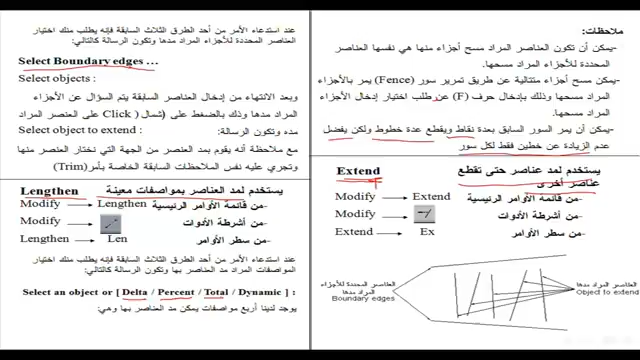 ملاحظات:
-يمكن أن تكون العناصر المراد مسح أجزاء منها هي نفسها العناصر
المحددة للأجزاء المراد مسحها.
-يمكن مسح أجزاء متتالية عن طريق تمرير سور (Fence) يمر بالأجزاء
المراد مسحها وذلك بإدخال حرف (F) عن طلب اختيار إدخال الأجزاء
المراد مسحها.
-يمكن أن يمر السور السابق بعدة نقاط ويقطع عدة خطوط ولكن يفضل
عدم الزيادة عن خطين فقط لكل سور
Extend يستخدم لمد عناصر حتى تقطع
عناصر أخرى
Modify Extend -من قائمة الأوامر الرئيسية
Modify -من أشرطة الأدوات
Extend Ex -من سطر الأوامر
العناصر المحددة للأجزاء
المراد مدها
Boundary edges
العناصر المراد
مدها
Object to extend
عند استدعاء الأمر من أحد الطرق الثلاث السابقة فإنه يطلب منك اختيار
العناصر المحددة للأجزاء المراد مدها وتكون الرسالة كالتالي:
Select Boundary edges…
Select objects :
وبعد الانتهاء من إدخال العناصر السابقة يتم السؤال عن الأجزاء
المراد مدها وذلك بالضغط على (شمال Click) على العنصر المراد
مده وتكون الرسالة: Select object to extend :
مع ملاحظة أنه يقوم بمد العنصر من الجهة التي نختار العنصر منها
وتجري عليه نفس الملاحظات السابقة الخاصة بأمر (Trim)
Lengthen يستخدم لمد العناصر بمواصفات معينة
Modify Lengthen -من قائمة الأوامر الرئيسية
Modify -من أشرطة الأدوات
Lengthen Len -من سطر الأوامر
عند استدعاء الأمر من أحد الطرق الثلاث السابقة فإنه يطلب منك اختيار
المواصفات المراد مد العناصر بها وتكون الرسالة كالتالي:
Select an object or [ Delta / Percent / Total / Dynamic ] :
يوجد لدينا أربع مواصفات يمكن مد العناصر بها وهي: